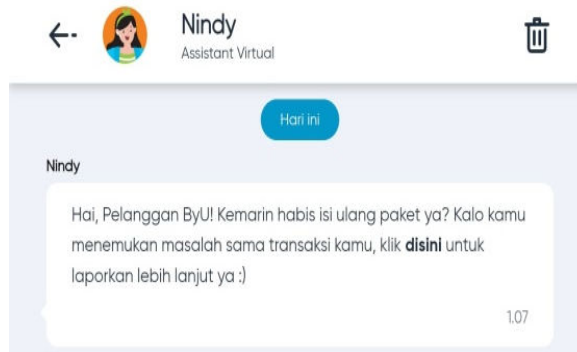 Nindy
Assistant Virtual
Hari ini
Nindy
Hai, Pelanggan ByU! Kemarin habis isi ulang paket ya? Kalo kamu
menemukan masalah sama transaksi kamu, klik disini untuk
laporkan lebih lanjut ya :)
1.07